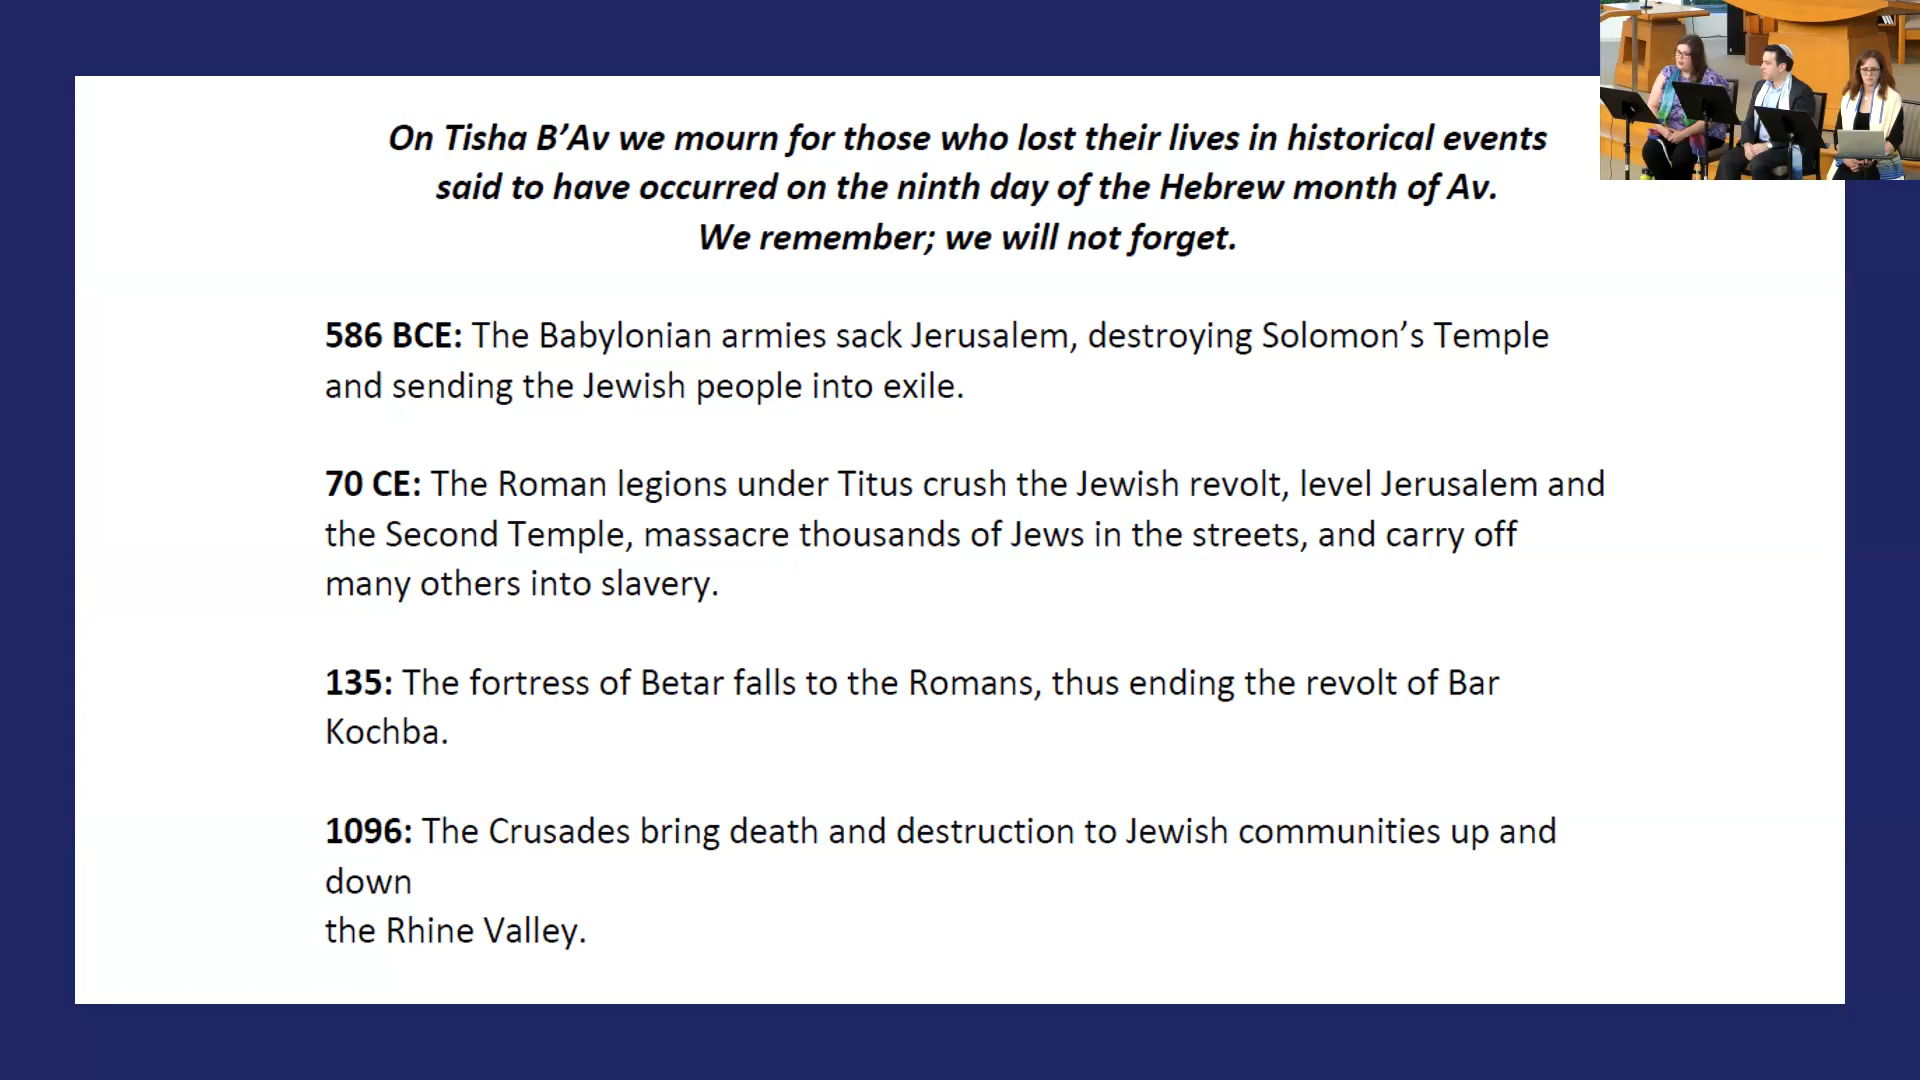 On Tisha B’Av we mourn for those who lost their lives in historical events
said to have occurred on the ninth day of the Hebrew month of Av.
We remember; we will not forget.
586 BCE: The Babylonian armies sack Jerusalem, destroying Solomon’s Temple
and sending the Jewish people into exile.
70 CE: The Roman legions under Titus crush the Jewish revolt, level Jerusalem and
the Second Temple, massacre thousands of Jews in the streets, and carry off
many others into slavery.
135: The fortress of Betar falls to the Romans, thus ending the revolt of Bar
Kochba.
1096: The Crusades bring death and destruction to Jewish communities up and
down
the Rhine Valley.